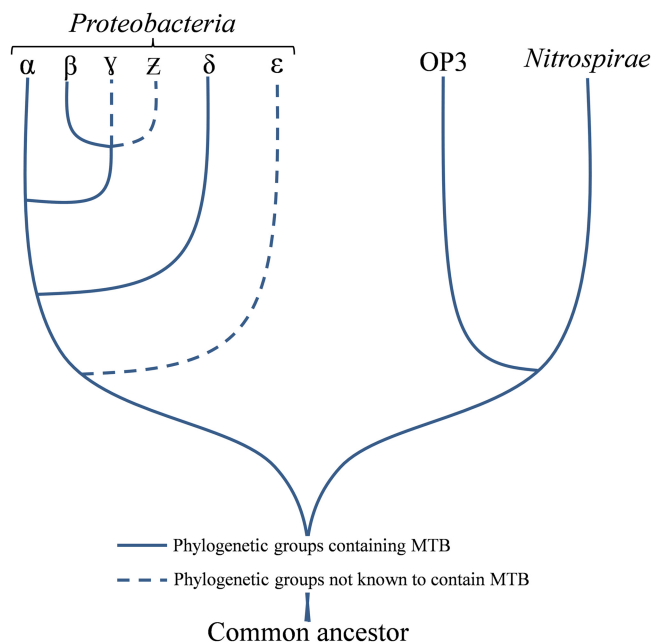 Proteobacteria
α β ɣ ƶ δ ε OP3 Nitrospirae
Phylogenetic groups containing MTB
Phylogenetic groups not known to contain MTB
Common ancestor